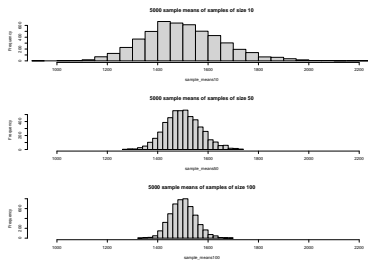 5000 sample means of samples of size 10
Frequency
1000 1200 1400 1600 1800 2000 2200
sample_means10
5000 sample means of samples of size 50
Frequency
1000 1200 1400 1600 1800 2000 2200
sample_means50
5000 sample means of samples of size 100
Frequency
1000 1200 1400 1600 1800 2000 2200
sample_means100